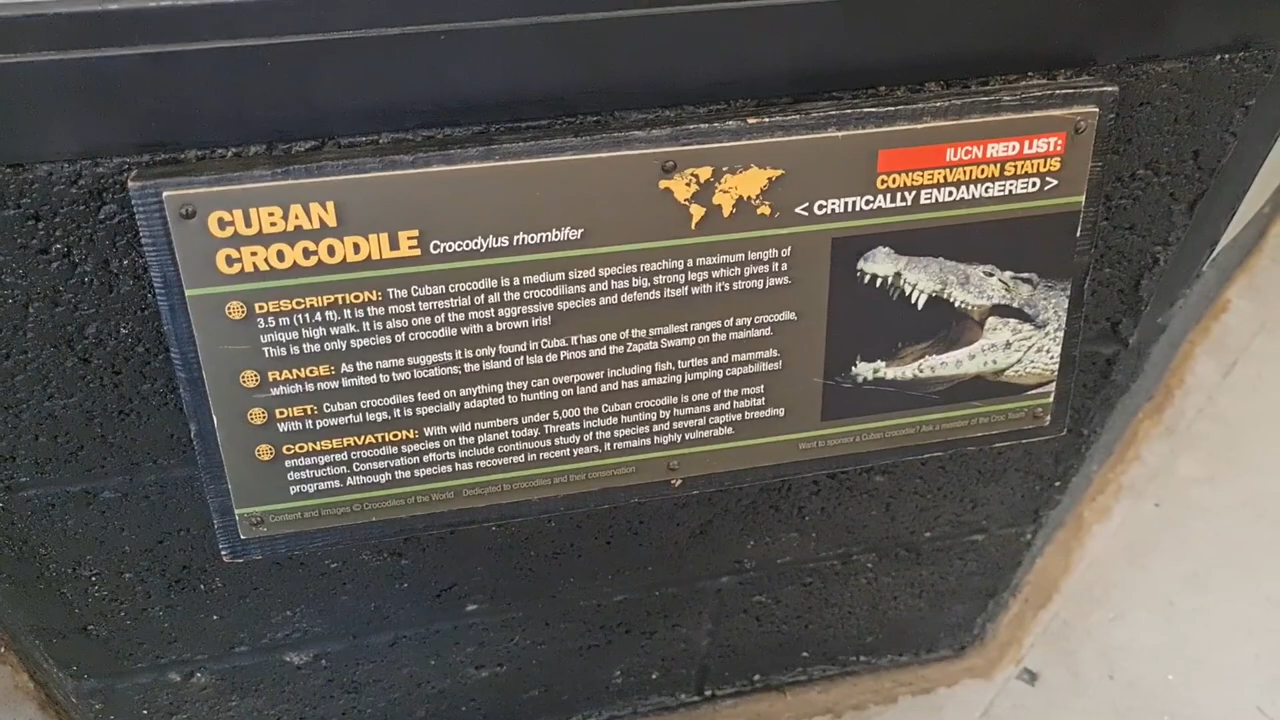 CUBAN
CROCODILE Crocodylus rhombifer
IUCN RED LIST:
CONSERVATION STATUS
< CRITICALLY ENDANGERED >
DESCRIPTION: The Cuban crocodile is a medium sized species reaching a maximum length of
3.5 m (11.4 ft). It is the most terrestrial of all the crocodilians and has big, strong legs which gives it a
unique high walk. It is also one of the most aggressive species and defends itself with it's strong jaws.
This is the only species of crocodile with a brown iris!
RANGE: As the name suggests it is only found in Cuba. It has one of the smallest ranges of any crocodile,
which is now limited to two locations; the island of Isla de Pinos and the Zapata Swamp on the mainland.
DIET: Cuban crocodiles feed on anything they can overpower including fish, turtles and mammals.
With it powerful legs, it is specially adapted to hunting on land and has amazing jumping capabilities!
CONSERVATION: With wild numbers under 5,000 the Cuban crocodile is one of the most
endangered crocodile species on the planet today. Threats include hunting by humans and habitat
destruction. Conservation efforts include continuous study of the species and several captive breeding
programs. Although the species has recovered in recent years, it remains highly vulnerable.
Content and images © Crocodiles of the World Dedicated to crocodiles and their conservation
Want to sponsor a Cuban crocodile? Ask a member of the Croc Team